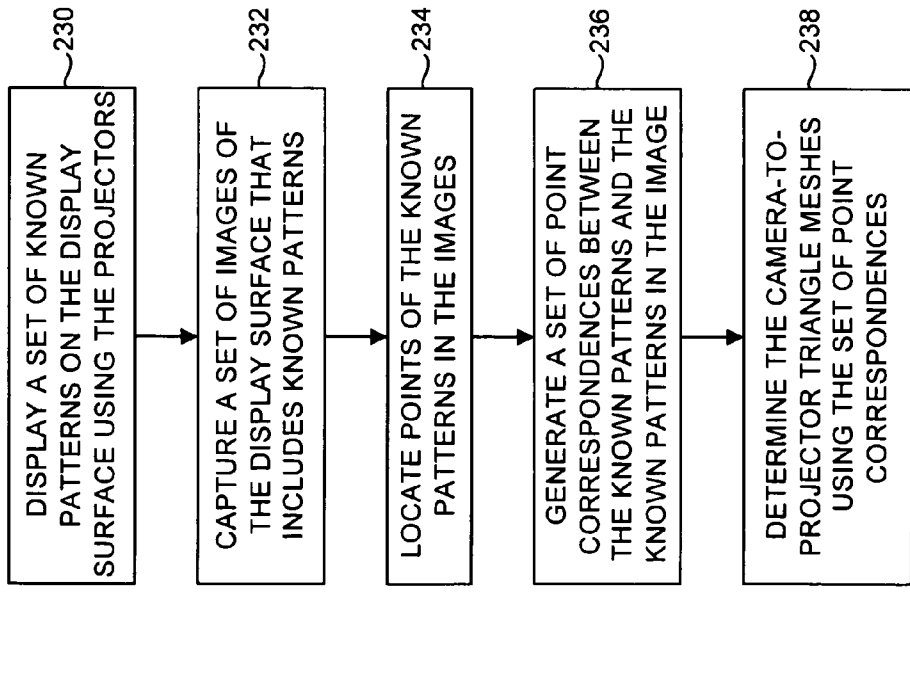 DISPLAY A SET OF KNOWN
PATTERNS ON THE DISPLAY
SURFACE USING THE PROJECTORS
230
CAPTURE A SET OF IMAGES OF
THE DISPLAY SURFACE THAT
INCLUDES KNOWN PATTERNS
232
LOCATE POINTS OF THE KNOWN
PATTERNS IN THE IMAGES
234
GENERATE A SET OF POINT
CORRESPONDENCES BETWEEN
THE KNOWN PATTERNS AND THE
KNOWN PATTERNS IN THE IMAGE
236
DETERMINE THE CAMERA-TO-
PROJECTOR TRIANGLE MESHES
USING THE SET OF POINT
CORRESPONDENCES
238